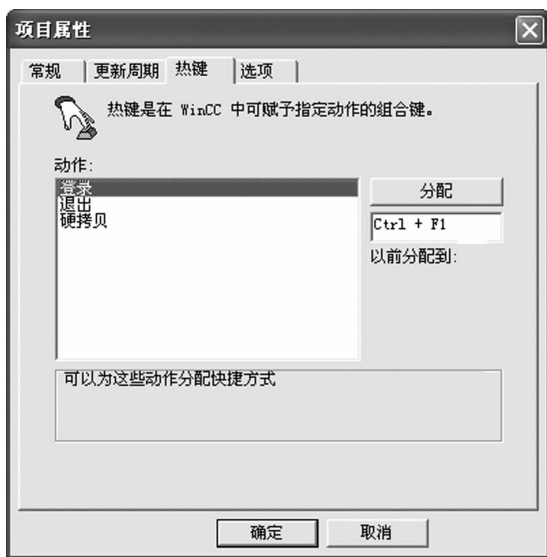 项目属性
常规 更新周期 热键 选项
热键是在 WinCC 中可赋予指定动作的组合键。
动作:
登录
退出
硬拷贝
分配
Ctrl + F1
以前分配到:
可以为这些动作分配快捷方式
确定 取消